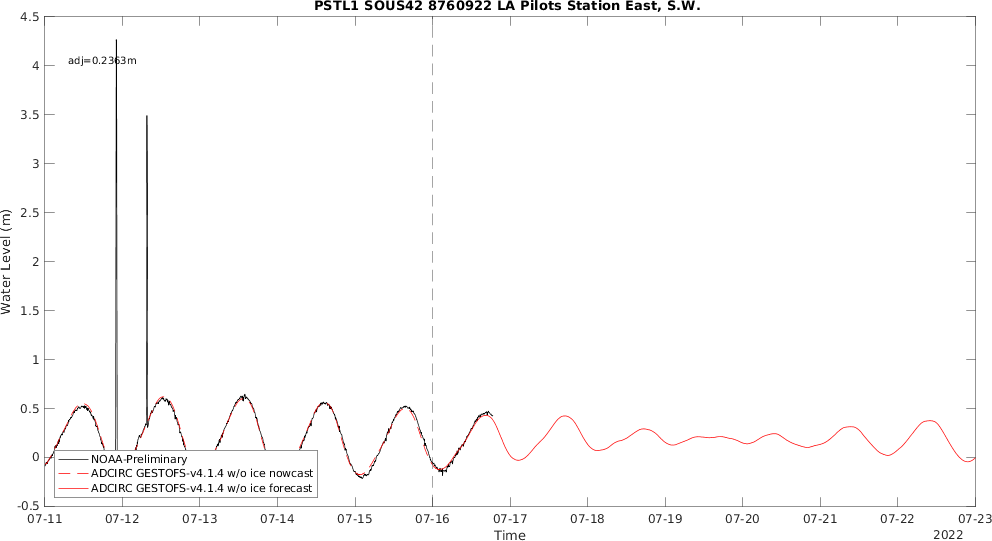 PSTL1 SOUS42 8760922 LA Pilots Station East, S.W.
4.5
adj=0.2363m
4
3.5
3
2.5
2
1.5
1
0.5
0
-0.5
Water Level (m)
NOAA-Preliminary
ADCIRC GESTOFS-v4.1.4 w/o ice nowcast
ADCIRC GESTOFS-v4.1.4 w/o ice forecast
07-11 07-12 07-13 07-14 07-15 07-16 07-17 07-18 07-19 07-20 07-21 07-22 07-23
Time
2022